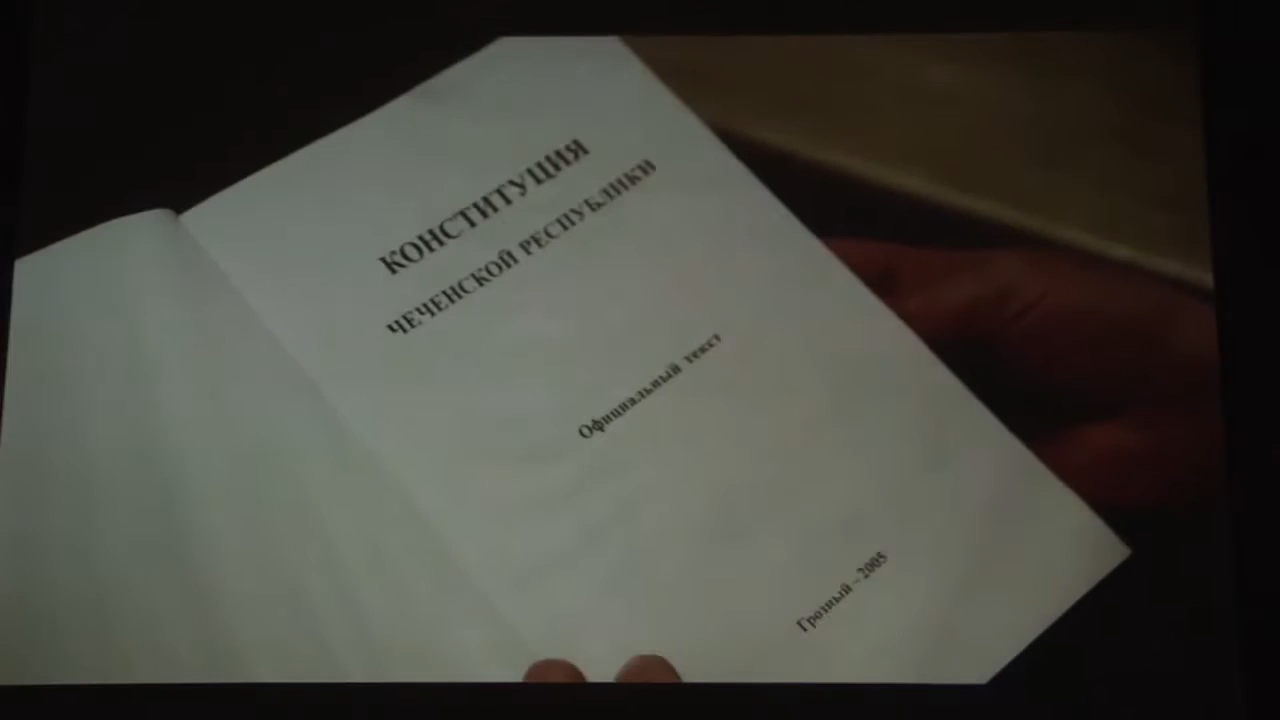 КОНСТИТУЦИЯ
ЧЕЧЕНСКОЙ РЕСПУБЛИКИ
Официальный текст
Грозный – 2005